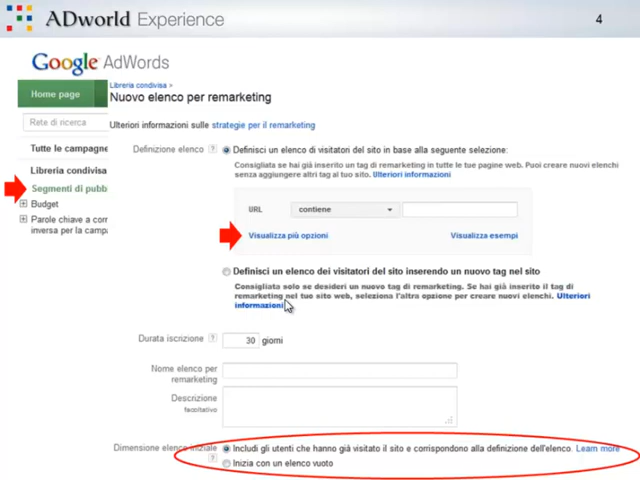 ADworld Experience
4
Google AdWords
Home page
Libreria condivisa >
Nuovo elenco per remarketing
Rete di ricerca
Ulteriori informazioni sulle strategie per il remarketing
Tutte le campagne
Libreria condivisa
Segmenti di pubb
Budget
Parole chiave a corr
inversa per la campa
Definizione elenco ?
Definisci un elenco di visitatori del sito in base alla seguente selezione:
Consigliata se hai già inserito un tag di remarketing in tutte le tue pagine web. Puoi creare nuovi elenchi
senza aggiungere altri tag al tuo sito. Ulteriori informazioni
URL contiene
Visualizza più opzioni Visualizza esempi
Definisci un elenco dei visitatori del sito inserendo un nuovo tag nel sito
Consigliata solo se desideri un nuovo tag di remarketing. Se hai già inserito il tag di
remarketing nel tuo sito web, seleziona l'altra opzione per creare nuovi elenchi. Ulteriori
informazioni
Durata iscrizione ? 30 giorni
Nome elenco per
remarketing
Descrizione
facoltativo
Dimensione elenco iniziale
?
Includi gli utenti che hanno già visitato il sito e corrispondono alla definizione dell'elenco. Learn more
Inizia con un elenco vuoto